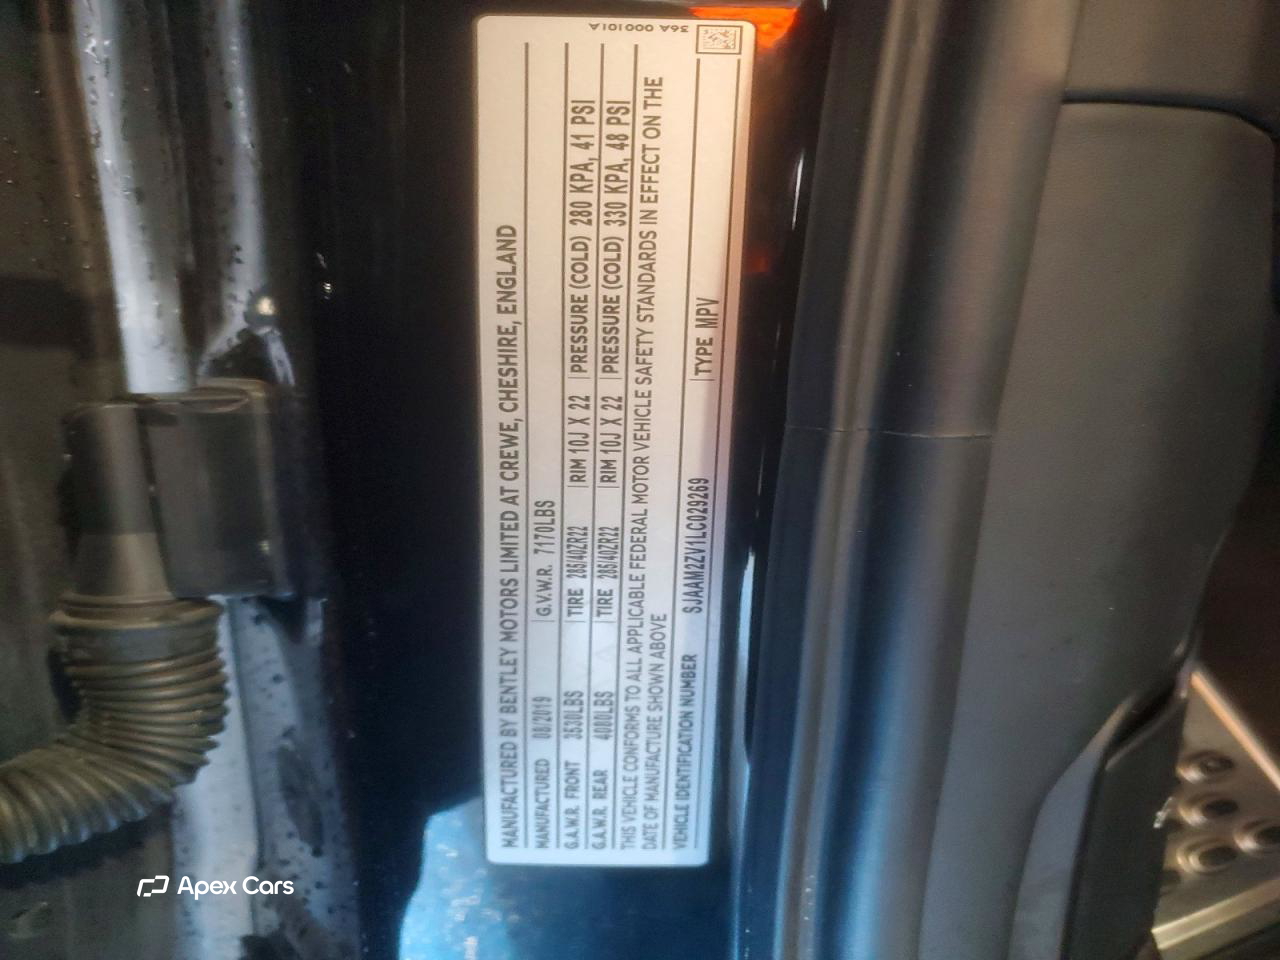 36A 000101A
MANUFACTURED BY BENTLEY MOTORS LIMITED AT CREWE, CHESHIRE, ENGLAND
MANUFACTURED 08/2019 G.V.W.R. 7170LBS
G.A.W.R. FRONT 3530LBS TIRE 285/40ZR22 RIM 10J X 22 PRESSURE (COLD) 280 KPA, 41 PSI
G.A.W.R. REAR 4080LBS TIRE 285/40ZR22 RIM 10J X 22 PRESSURE (COLD) 330 KPA, 48 PSI
THIS VEHICLE CONFORMS TO ALL APPLICABLE FEDERAL MOTOR VEHICLE SAFETY STANDARDS IN EFFECT ON THE
DATE OF MANUFACTURE SHOWN ABOVE
VEHICLE IDENTIFICATION NUMBER SJAAM2ZV1LC029269 TYPE MPV
Apex Cars